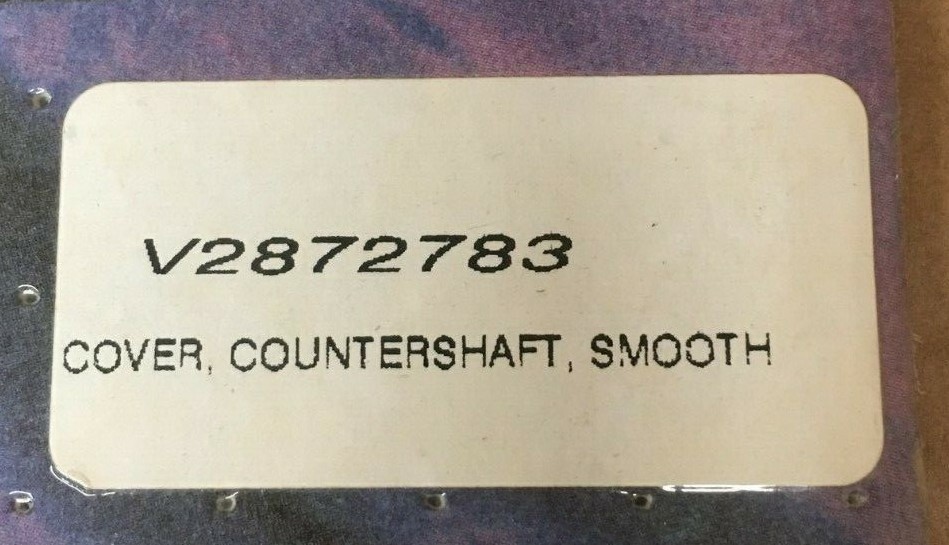 V2872783
COVER, COUNTERSHAFT, SMOOTH